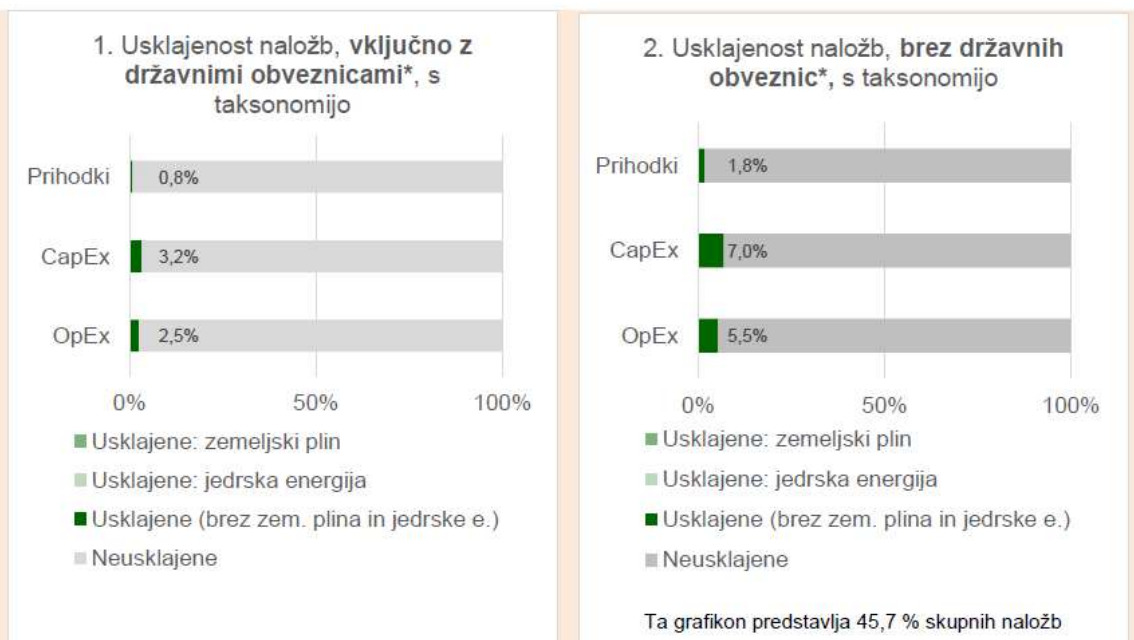 1. Usklajenost naložb, vključno z
državnimi obveznicami*, s
taksonomijo
Prihodki
0,8%
CapEx
3,2%
OpEx
2,5%
0%
50%
100%
Usklajene: zemeljski plin
Usklajene: jedrska energija
Usklajene (brez zem. plina in jedrske e.)
Neusklajene
2. Usklajenost naložb, brez državnih
obveznic*, s taksonomijo
Prihodki
1,8%
CapEx
7,0%
OpEx
5,5%
0%
50%
100%
Usklajene: zemeljski plin
Usklajene: jedrska energija
Usklajene (brez zem. plina in jedrske e.)
Neusklajene
Ta grafikon predstavlja 45,7 % skupnih naložb